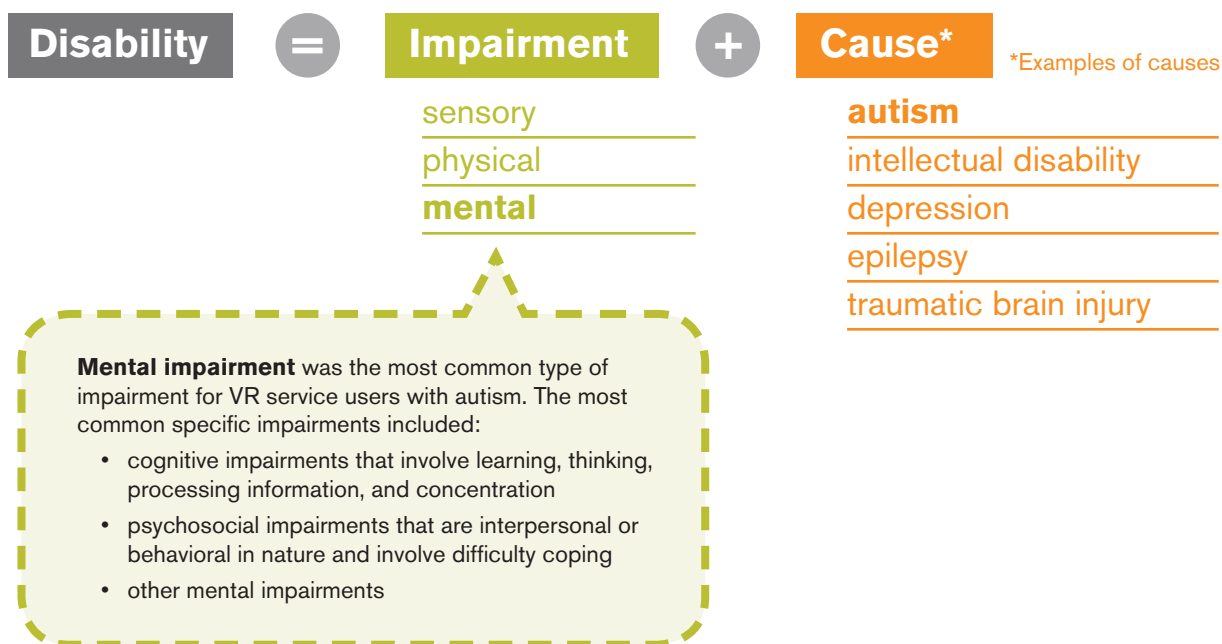 Disability = Impairment + Cause*
*Examples of causes
sensory
physical
mental
autism
intellectual disability
depression
epilepsy
traumatic brain injury
Mental impairment was the most common type of
impairment for VR service users with autism. The most
common specific impairments included:
• cognitive impairments that involve learning, thinking,
processing information, and concentration
• psychosocial impairments that are interpersonal or
behavioral in nature and involve difficulty coping
• other mental impairments